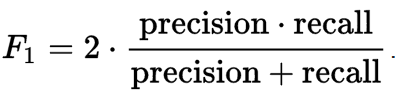 F₁ = 2 · (precision · recall) / (precision + recall) .